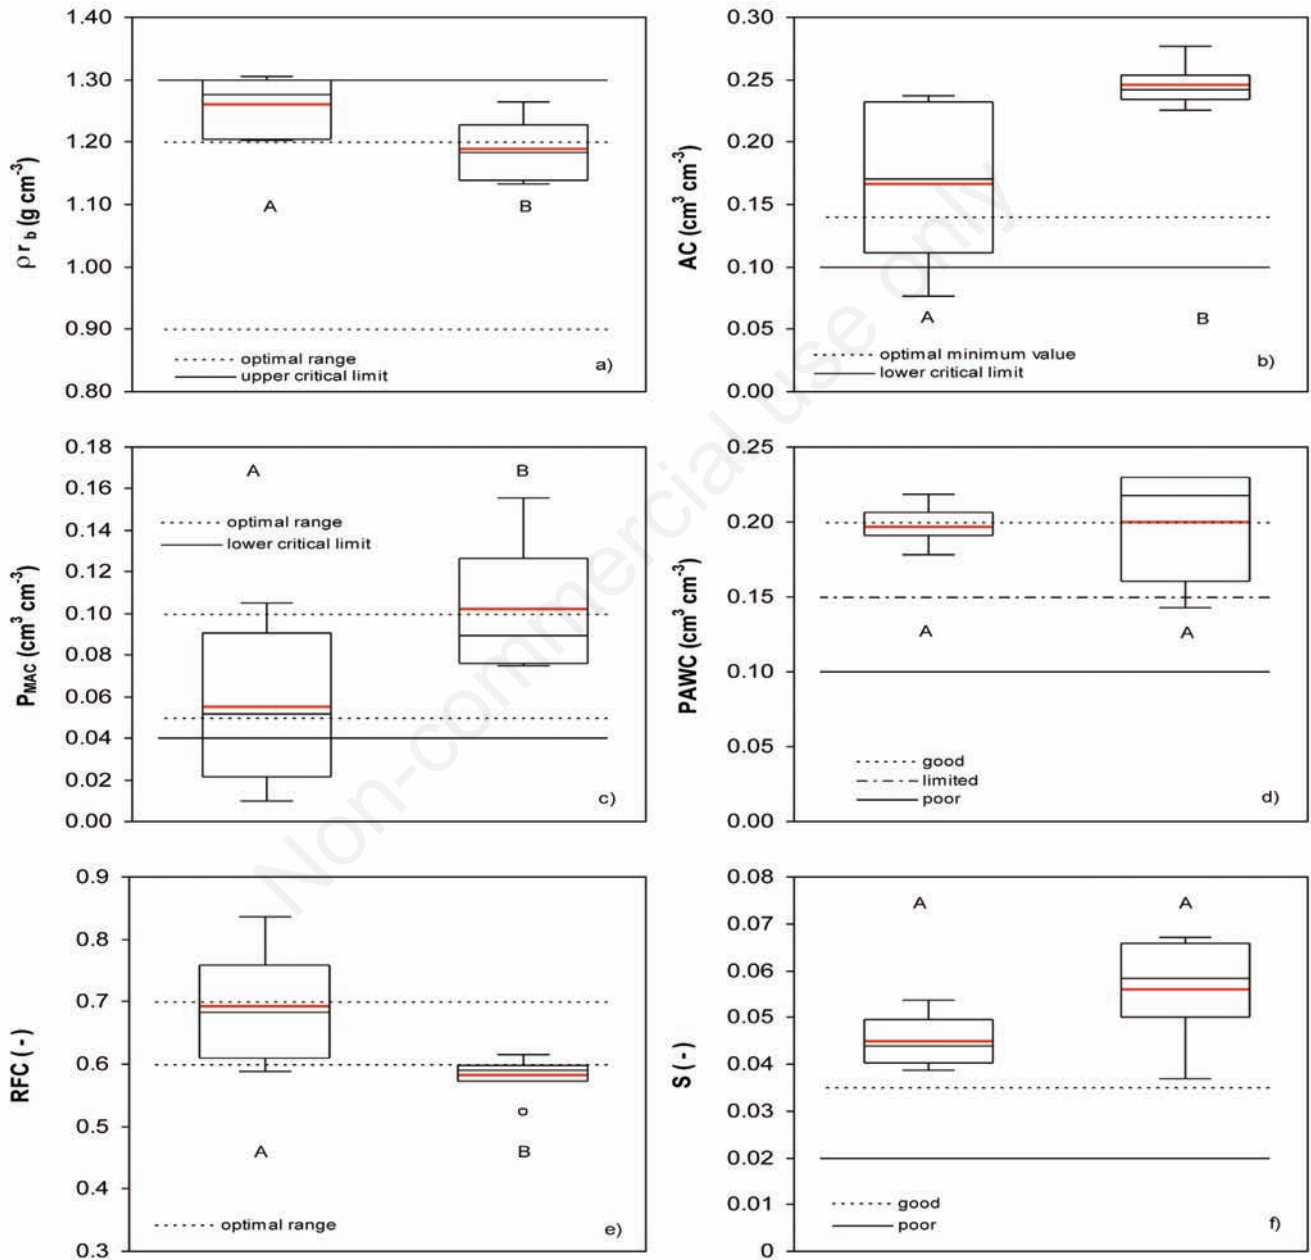 1.40
1.30
1.20
1.10
1.00
0.90
0.80
ρ r b (g cm-3)
A
B
optimal range
upper critical limit
a)
0.30
0.25
0.20
0.15
0.10
0.05
0.00
AC (cm3 cm-3)
A
B
optimal minimum value
lower critical limit
b)
0.18
0.16
0.14
0.12
0.10
0.08
0.06
0.04
0.02
0.00
PMAC (cm3 cm-3)
A
B
optimal range
lower critical limit
c)
0.25
0.20
0.15
0.10
0.05
0.00
PAWC (cm3 cm-3)
A
A
good
limited
poor
d)
0.9
0.8
0.7
0.6
0.5
0.4
0.3
RFC ( - )
A
B
optimal range
e)
0.08
0.07
0.06
0.05
0.04
0.03
0.02
0.01
0
S ( - )
A
A
good
poor
f)
Non-commercial use only